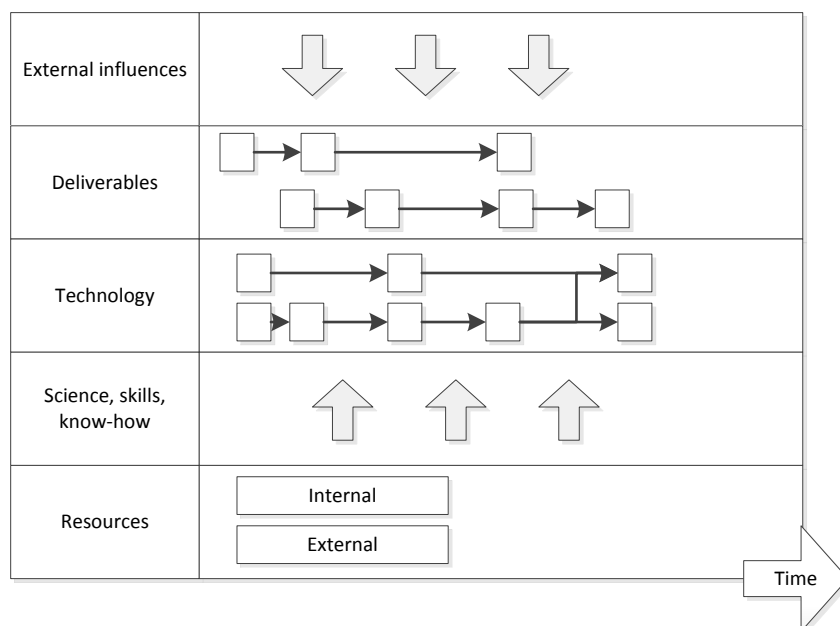 External influences
Deliverables
Technology
Science, skills,
know-how
Resources
Internal
External
Time